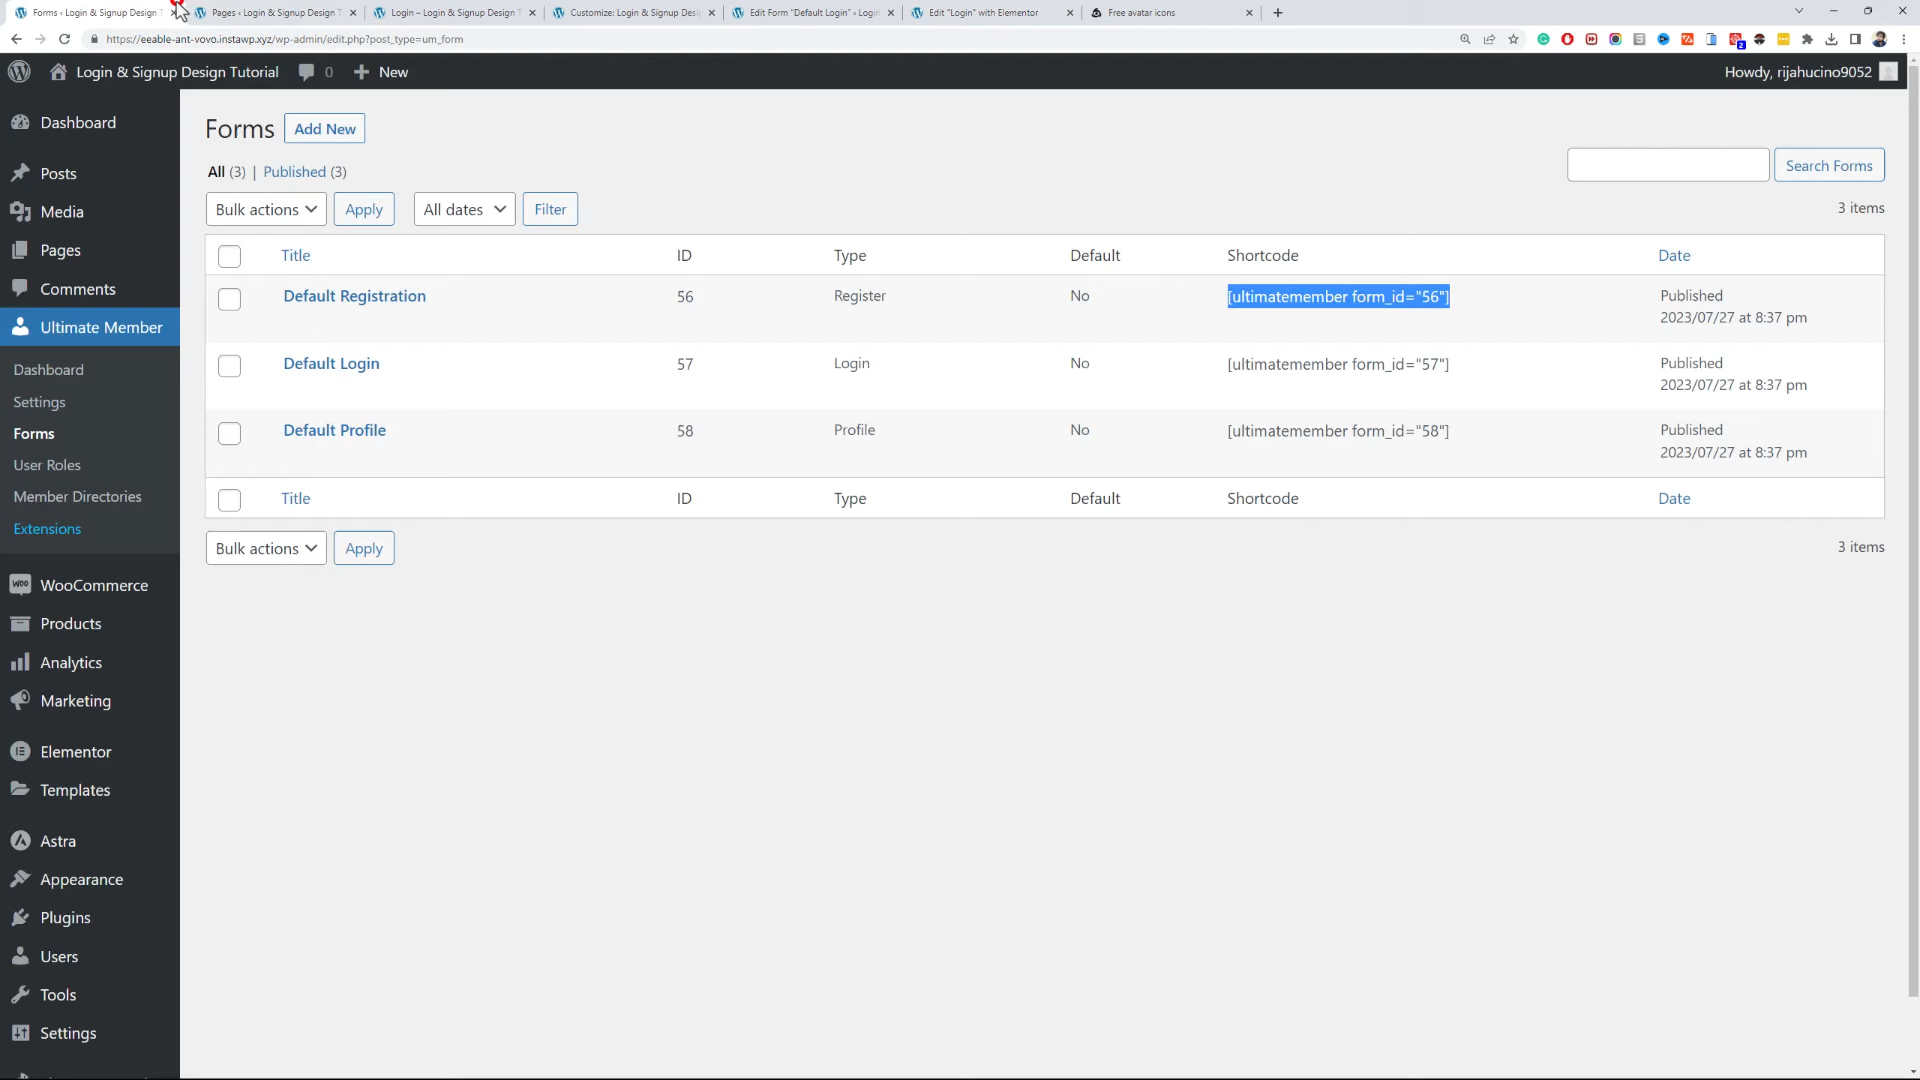 Forms ‹ Login & Signup Design T
Pages ‹ Login & Signup Design T
Login – Login & Signup Design T
Customize: Login & Signup Desi
Edit Form "Default Login" ‹ Login
Edit "Login" with Elementor
Free avatar icons
https://eeable-ant-vovo.instawp.xyz/wp-admin/edit.php?post_type=um_form
2
Login & Signup Design Tutorial
0
New
Howdy, rijahucino9052
Dashboard
Posts
Media
Pages
Comments
Ultimate Member
Dashboard
Settings
Forms
User Roles
Member Directories
Extensions
WooCommerce
Products
Analytics
Marketing
Elementor
Templates
Astra
Appearance
Plugins
Users
Tools
Settings
Forms Add New
All (3) | Published (3)
Search Forms
Bulk actions Apply All dates Filter
3 items
Title ID Type Default Shortcode Date
Default Registration 56 Register No [ultimatemember form_id="56"] Published
2023/07/27 at 8:37 pm
Default Login 57 Login No [ultimatemember form_id="57"] Published
2023/07/27 at 8:37 pm
Default Profile 58 Profile No [ultimatemember form_id="58"] Published
2023/07/27 at 8:37 pm
Title ID Type Default Shortcode Date
Bulk actions Apply
3 items